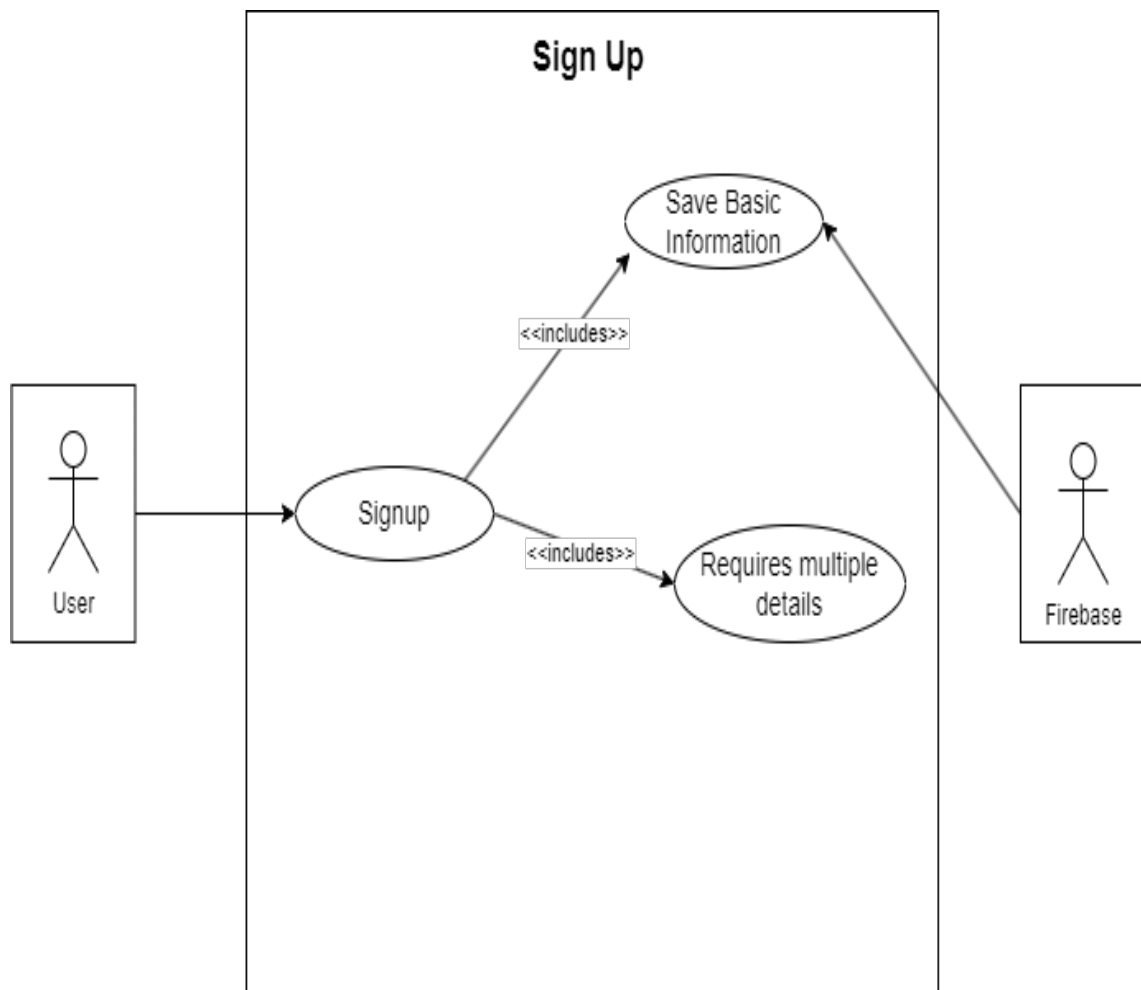 Sign Up
Save Basic
Information
<<includes>>
Signup
<<includes>>
Requires multiple
details
User
Firebase